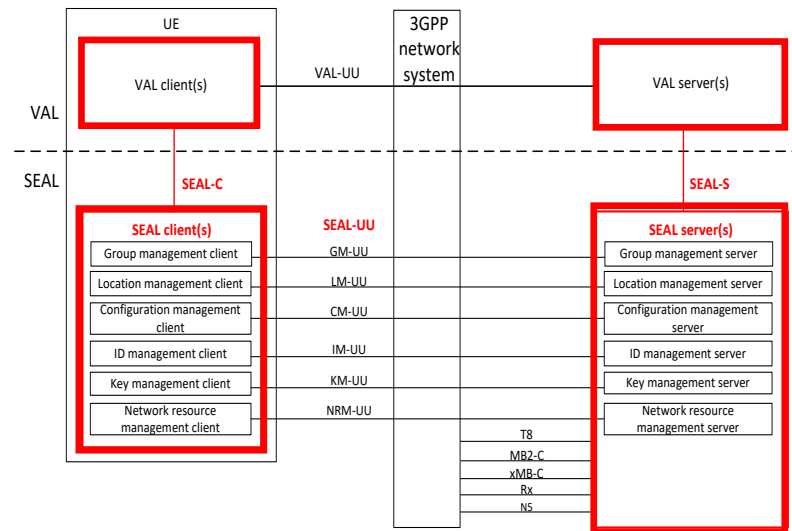 UE
3GPP
network
system
VAL client(s)
VAL-UU
VAL server(s)
VAL
SEAL
SEAL-C
SEAL-S
SEAL client(s)
SEAL-UU
SEAL server(s)
Group management client
GM-UU
Group management server
Location management client
LM-UU
Location management server
Configuration management
client
CM-UU
Configuration management
server
ID management client
IM-UU
ID management server
Key management client
KM-UU
Key management server
Network resource
management client
NRM-UU
Network resource
management server
T8
MB2-C
xMB-C
Rx
N5